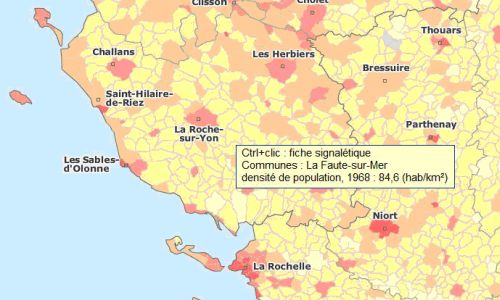 Clisson
Cholet
Thouars
Challans
Les Herbiers
Bressuire
Saint-Hilaire-
de-Riez
La Roche-
sur-Yon
Parthenay
Les Sables-
d'Olonne
Ctrl+clic : fiche signalétique
Communes : La Faute-sur-Mer
densité de population, 1968 : 84,6 (hab/km²)
Niort
La Rochelle